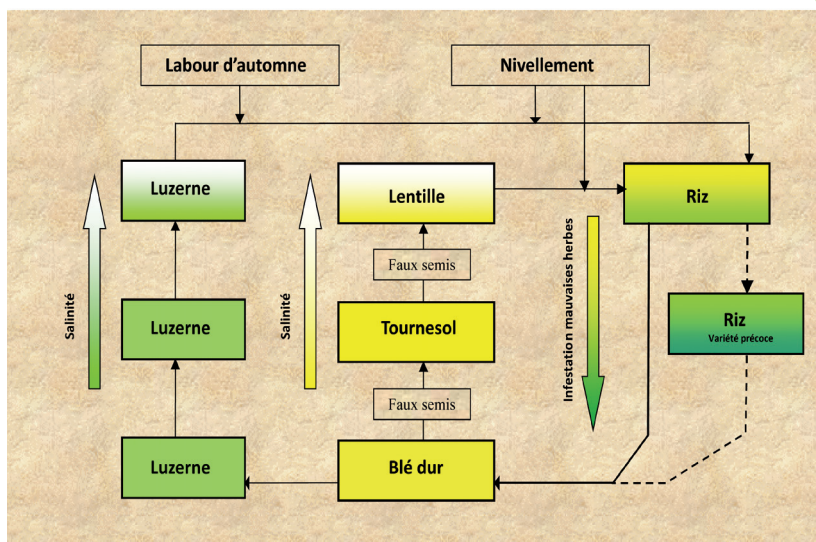 Labour d'automne
Nivellement
Luzerne
Lentille
Riz
Faux semis
Salinité
Salinité
Infestation mauvaises herbes
Luzerne
Tournesol
Riz
Variété précoce
Faux semis
Luzerne
Blé dur